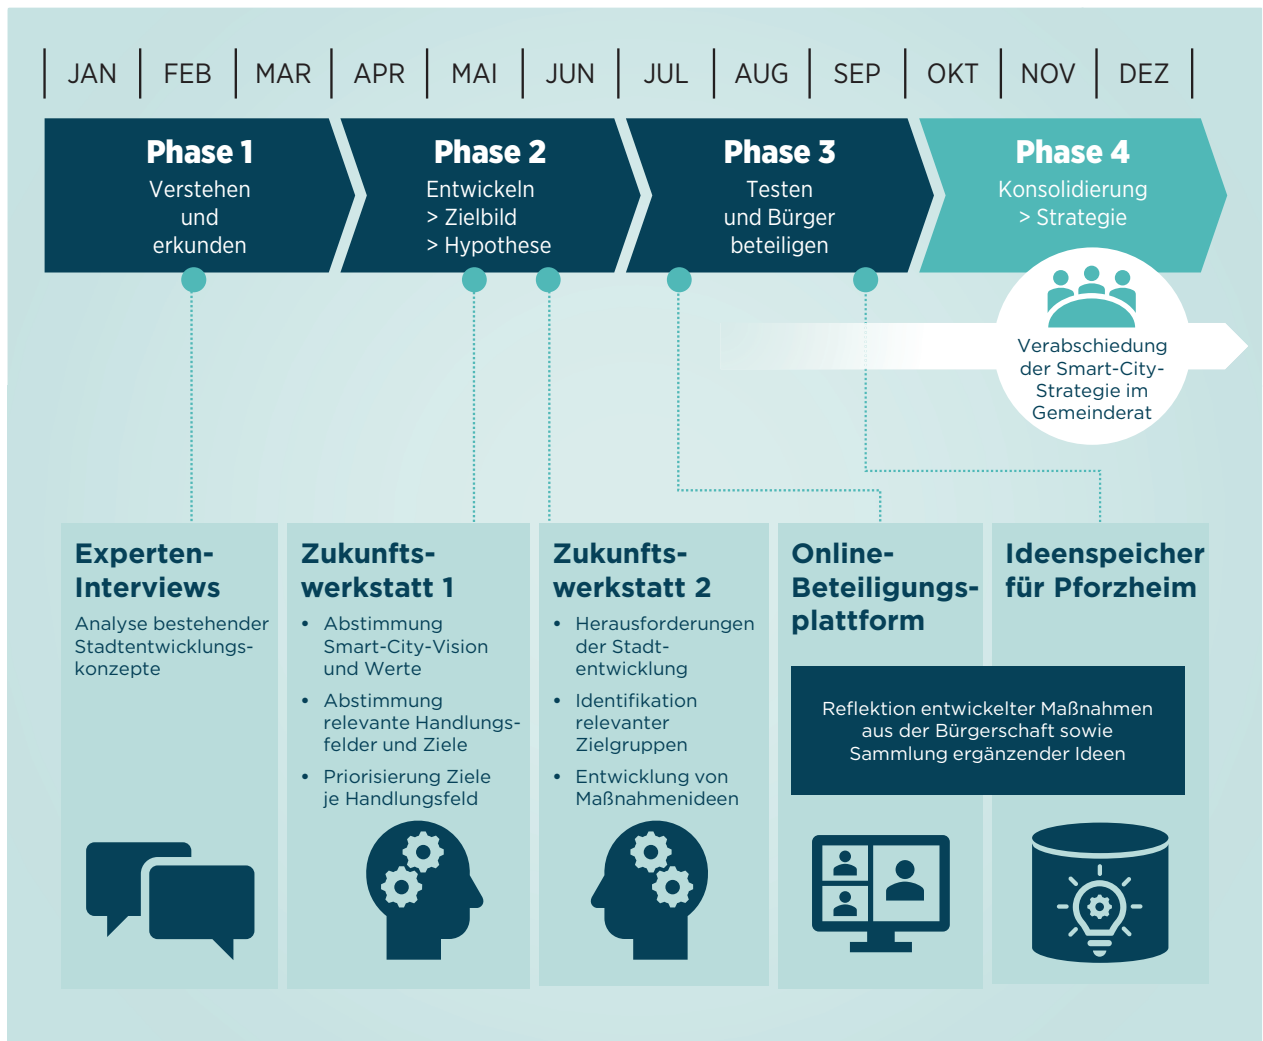 JAN FEB MAR APR MAI JUN JUL AUG SEP OKT NOV DEZ
Phase 1
Verstehen
und
erkunden
Phase 2
Entwickeln
> Zielbild
> Hypothese
Phase 3
Testen
und Bürger
beteiligen
Phase 4
Konsolidierung
> Strategie
Verabschiedung
der Smart-City-
Strategie im
Gemeinderat
Experten-
Interviews
Analyse bestehender
Stadtentwicklungs-
konzepte
Zukunfts-
werkstatt 1
• Abstimmung
Smart-City-Vision
und Werte
• Abstimmung
relevante Handlungs-
felder und Ziele
• Priorisierung Ziele
je Handlungsfeld
Zukunfts-
werkstatt 2
• Herausforderungen
der Stadt-
entwicklung
• Identifikation
relevanter
Zielgruppen
• Entwicklung von
Maßnahmenideen
Online-
Beteiligungs-
plattform
Ideenspeicher
für Pforzheim
Reflektion entwickelter Maßnahmen
aus der Bürgerschaft sowie
Sammlung ergänzender Ideen